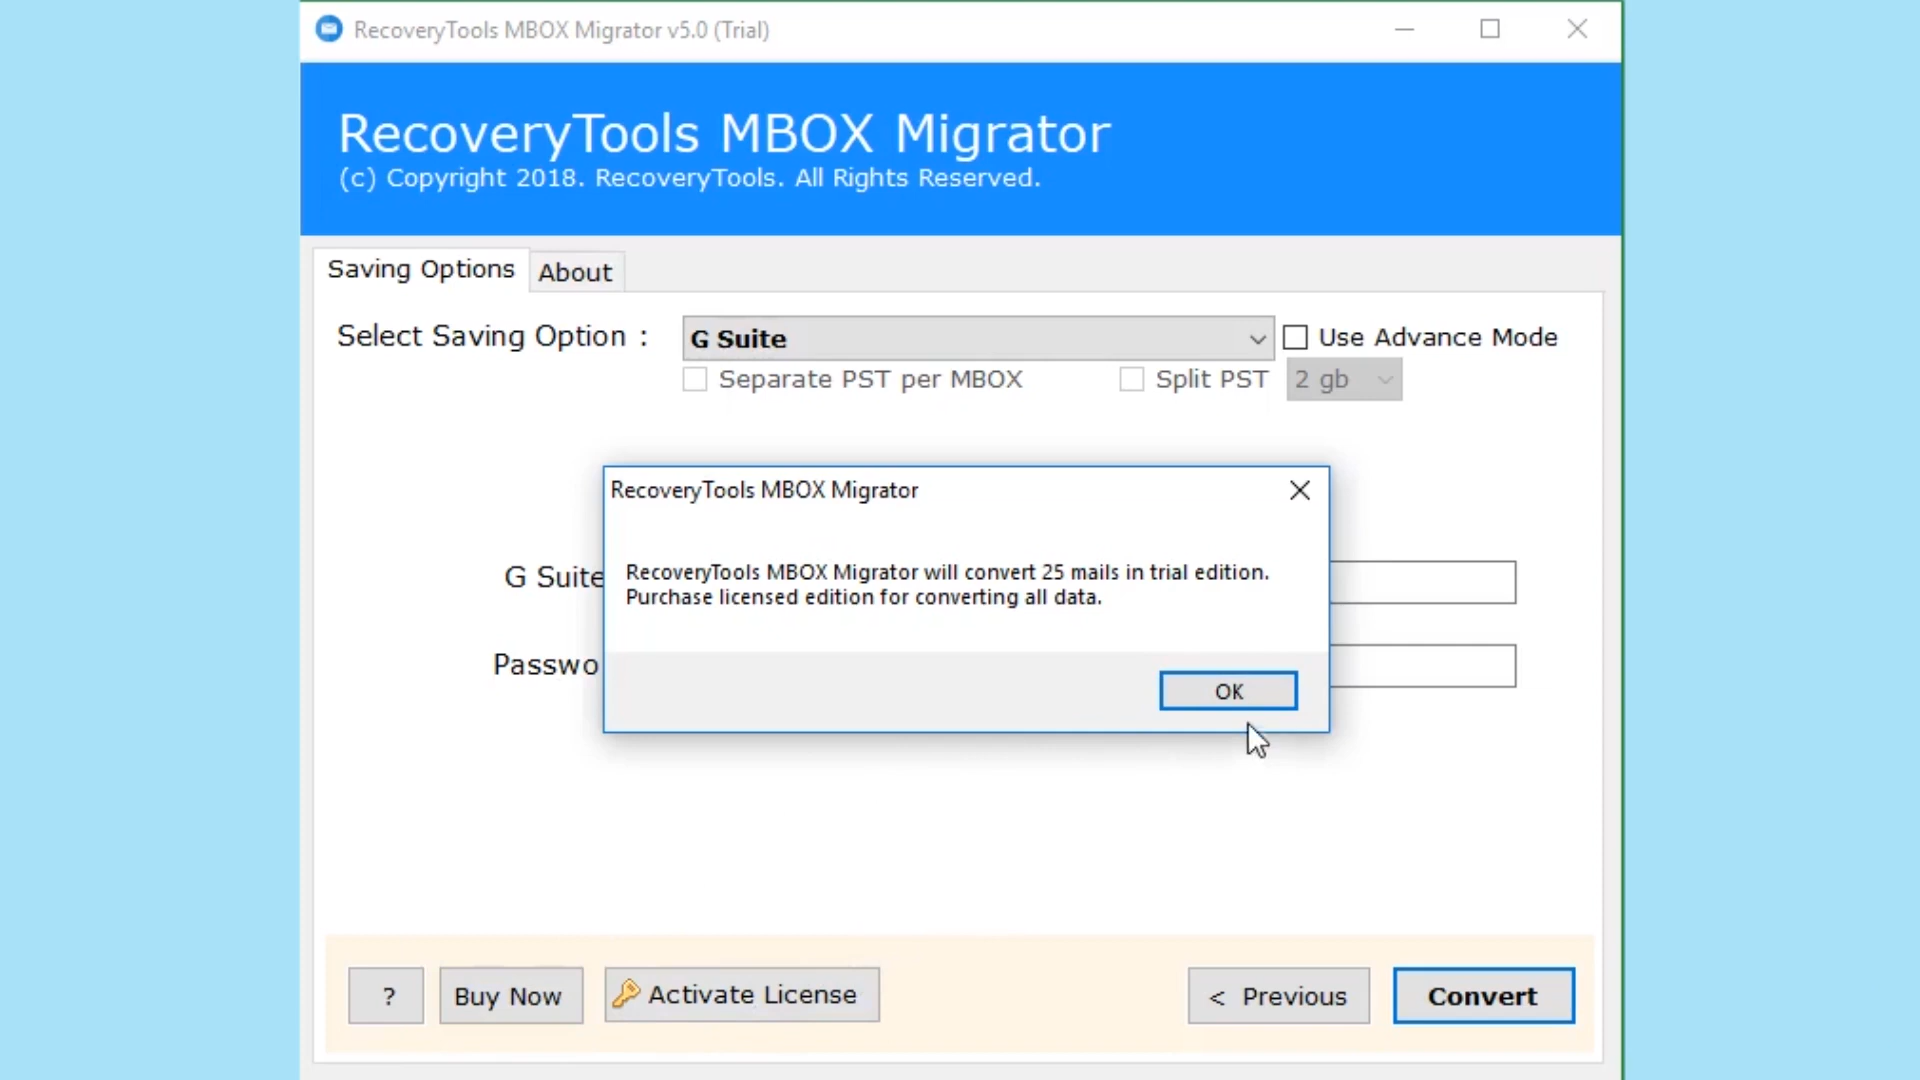 RecoveryTools MBOX Migrator v5.0 (Trial)
RecoveryTools MBOX Migrator
(c) Copyright 2018. RecoveryTools. All Rights Reserved.
Saving Options
About
Select Saving Option :
G Suite
Use Advance Mode
Separate PST per MBOX
Split PST
2 gb
RecoveryTools MBOX Migrator
RecoveryTools MBOX Migrator will convert 25 mails in trial edition.
Purchase licensed edition for converting all data.
G Suite
Passwo
OK
?
Buy Now
Activate License
< Previous
Convert